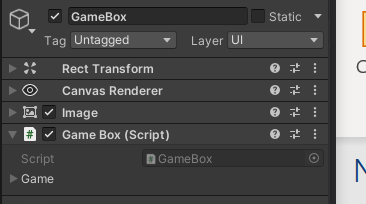 GameBox
Static
Tag Untagged Layer UI
Rect Transform
Canvas Renderer
Image
Game Box (Script)
Script # GameBox
Game